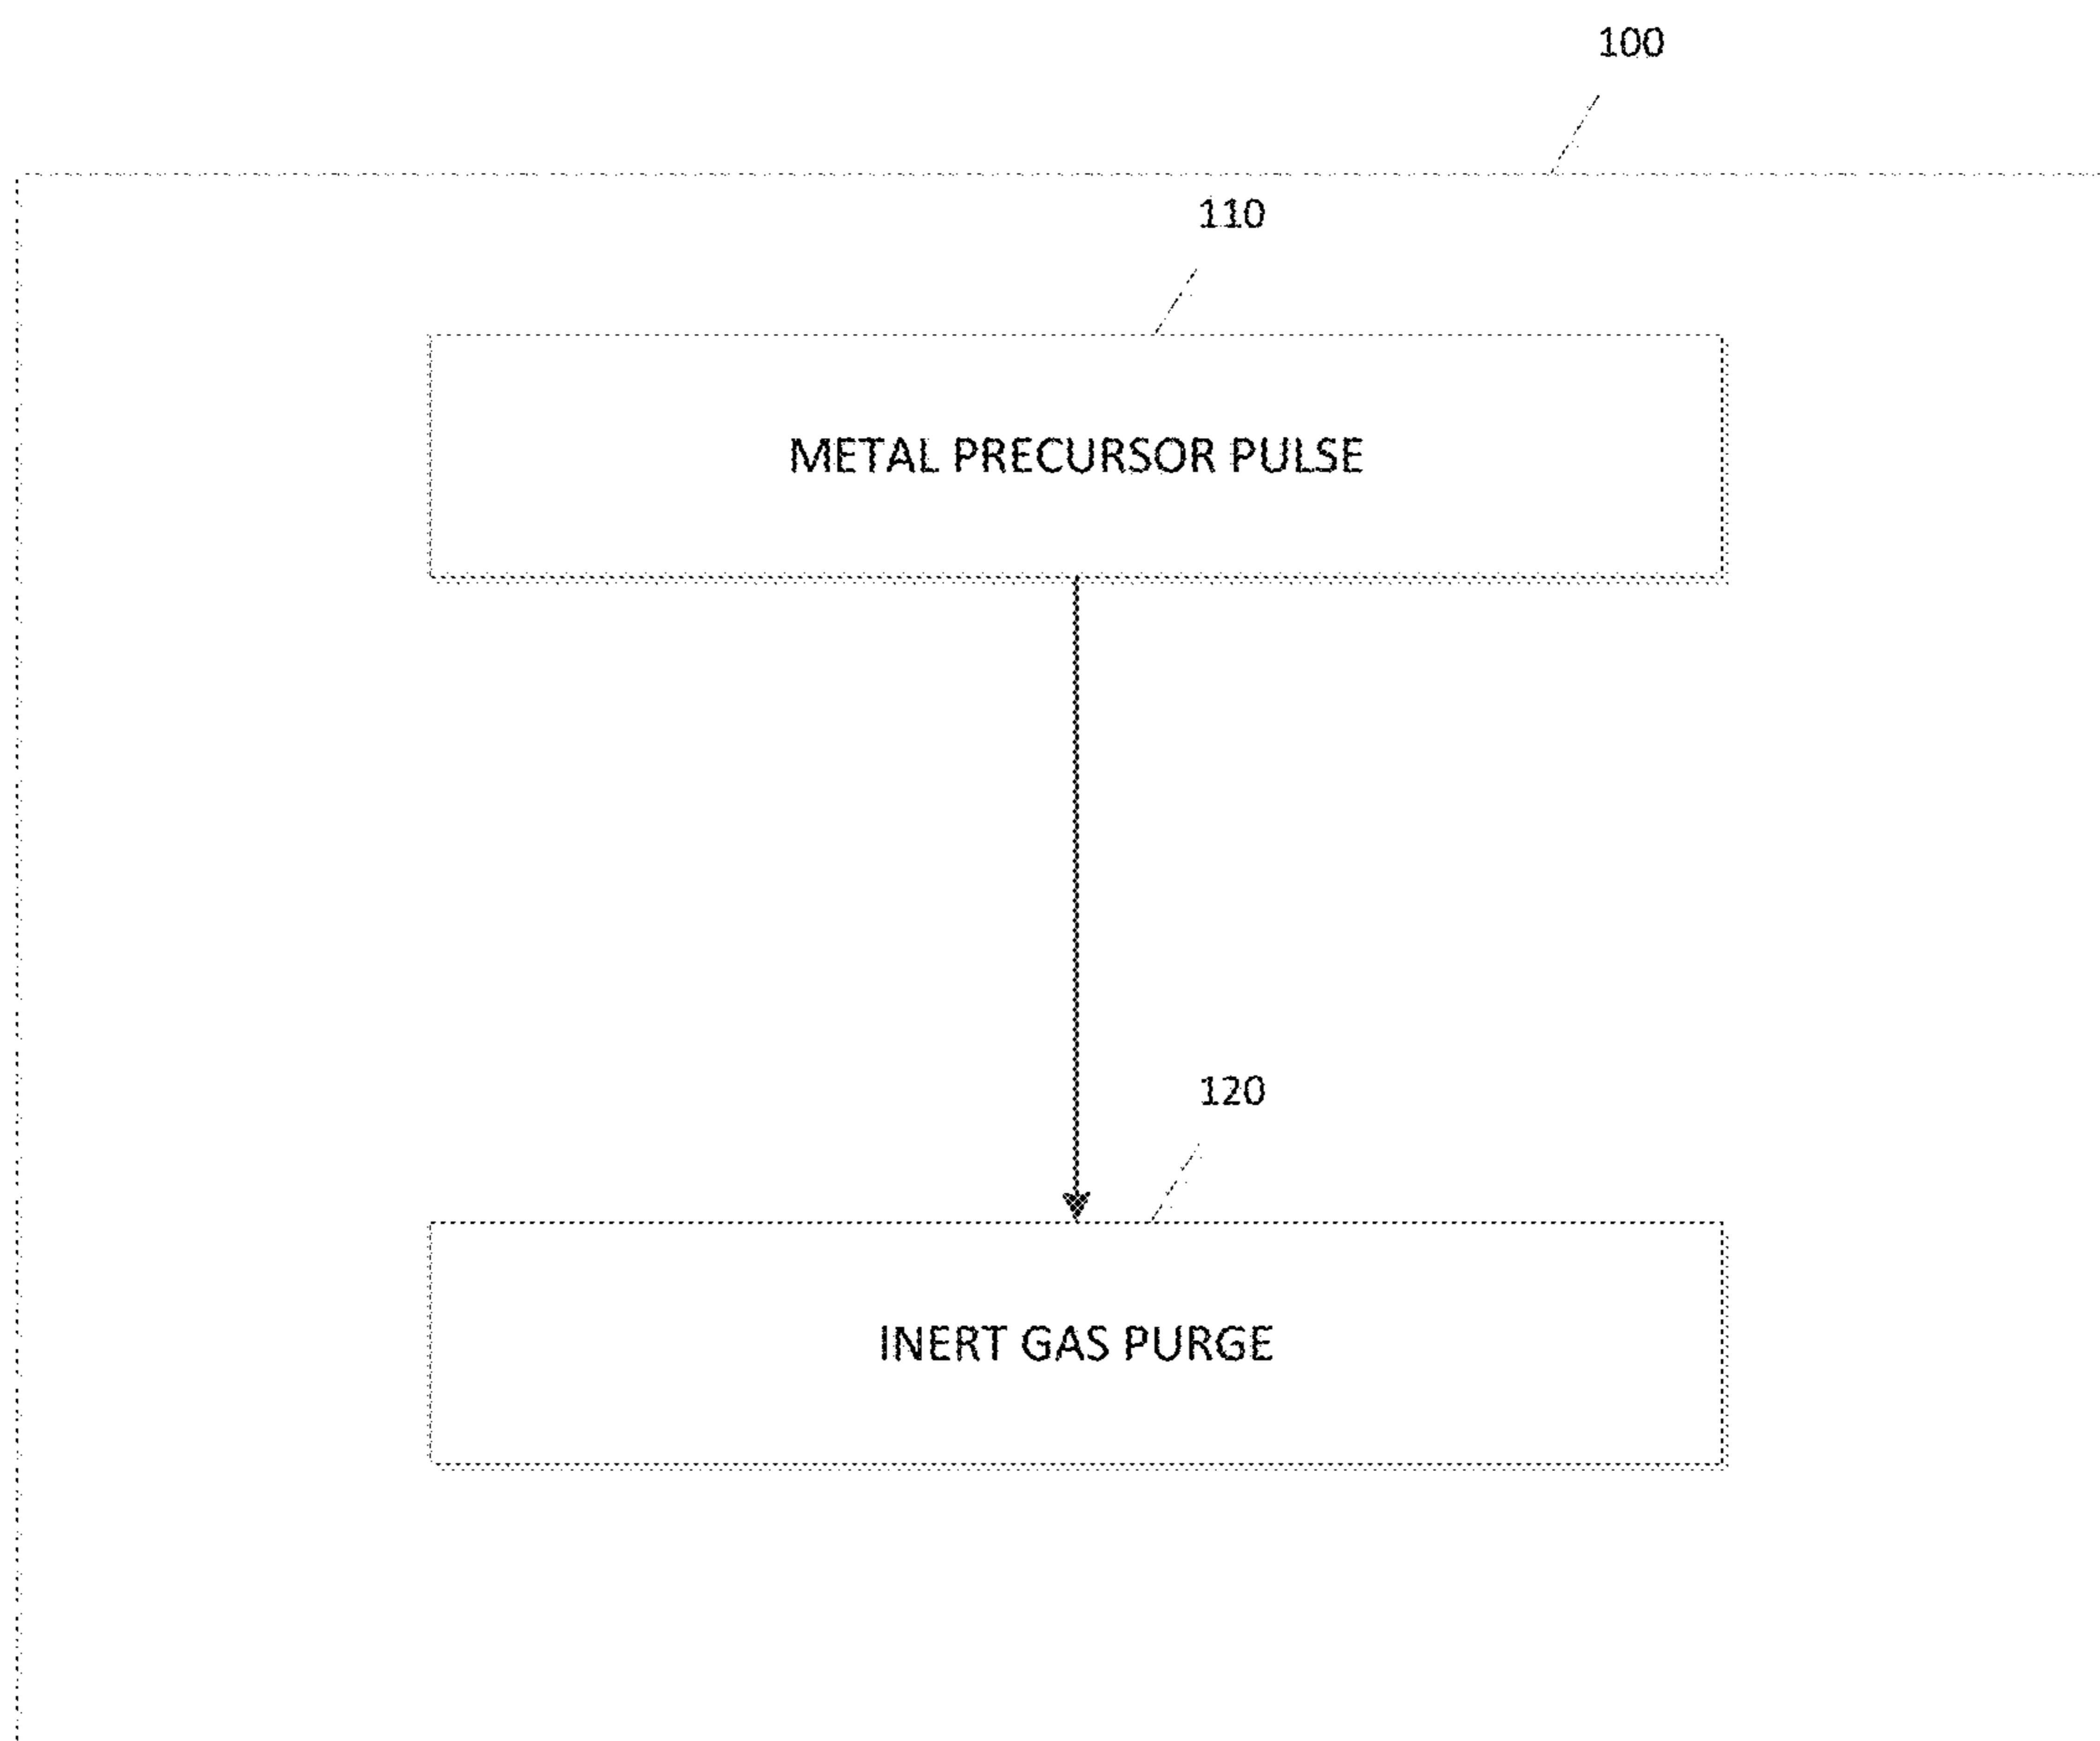 100
110
METAL PRECURSOR PULSE
120
INERT GAS PURGE